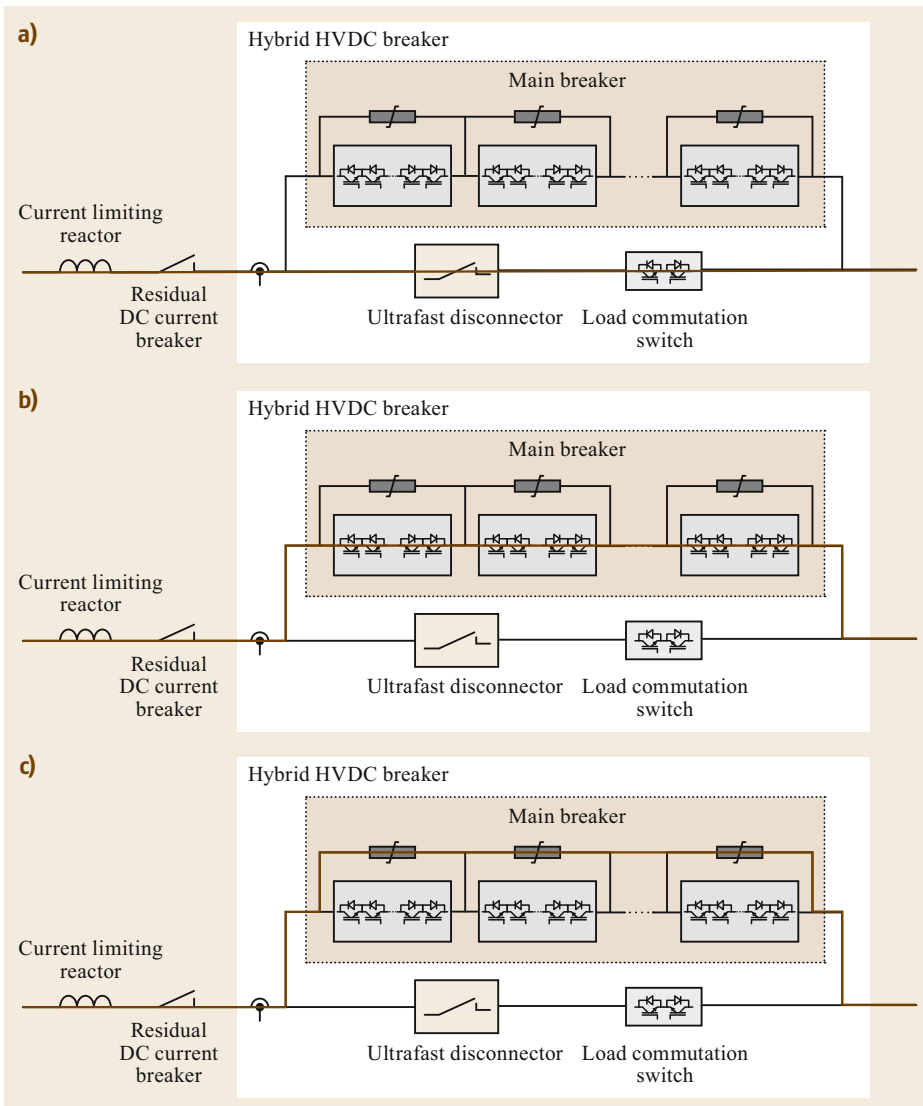 a)
Hybrid HVDC breaker
Main breaker
Current limiting
reactor
Residual
DC current
breaker
Ultrafast disconnector
Load commutation
switch
b)
Hybrid HVDC breaker
Main breaker
Current limiting
reactor
Residual
DC current
breaker
Ultrafast disconnector
Load commutation
switch
c)
Hybrid HVDC breaker
Main breaker
Current limiting
reactor
Residual
DC current
breaker
Ultrafast disconnector
Load commutation
switch